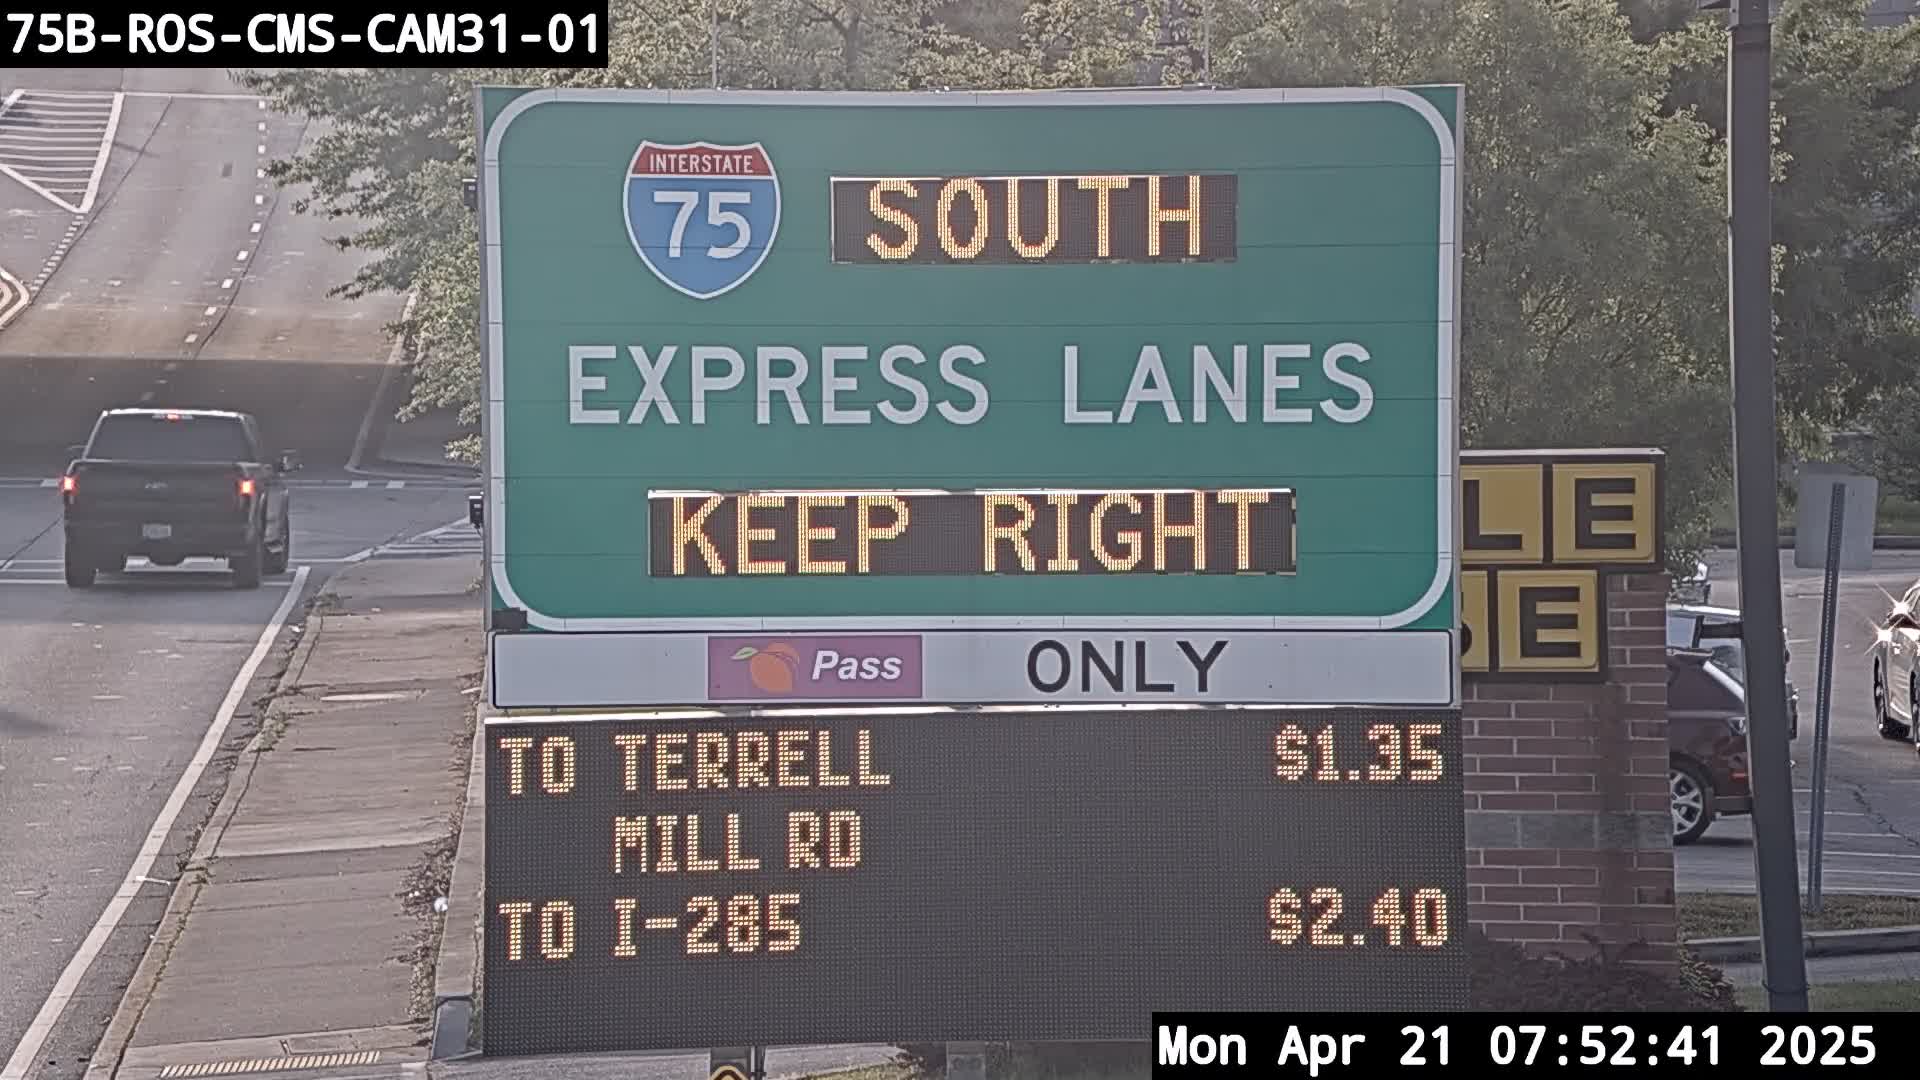 75B-ROS-CMS-CAM31-01
INTERSTATE
75
SOUTH
EXPRESS LANES
KEEP RIGHT
Pass ONLY
TO TERRELL $1.35
MILL RD
TO I-285 $2.40
LE
E
Mon Apr 21 07:52:41 2025